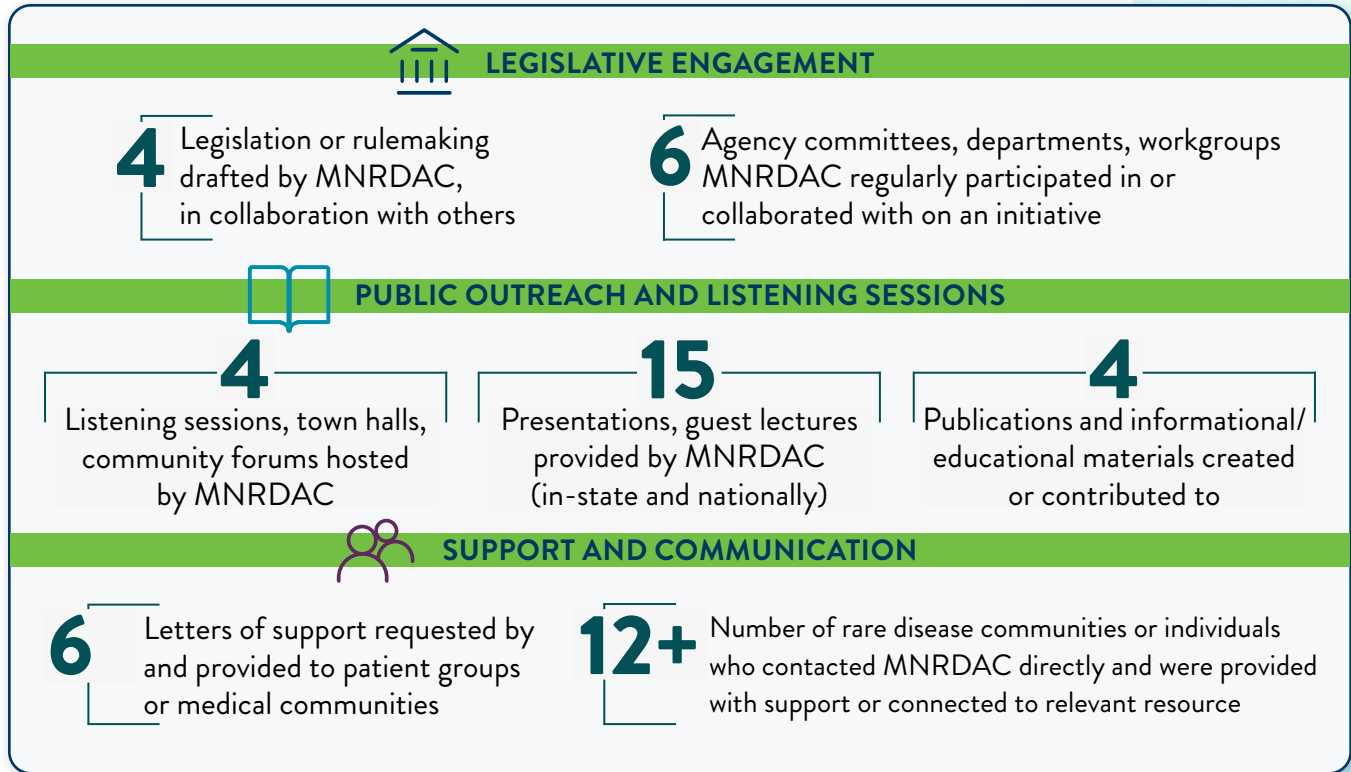 LEGISLATIVE ENGAGEMENT
4
Legislation or rulemaking
drafted by MNRDAC,
in collaboration with others
6
Agency committees, departments, workgroups
MNRDAC regularly participated in or
collaborated with on an initiative
PUBLIC OUTREACH AND LISTENING SESSIONS
4
Listening sessions, town halls,
community forums hosted
by MNRDAC
15
Presentations, guest lectures
provided by MNRDAC
(in-state and nationally)
4
Publications and informational/
educational materials created
or contributed to
SUPPORT AND COMMUNICATION
6
Letters of support requested by
and provided to patient groups
or medical communities
12+
Number of rare disease communities or individuals
who contacted MNRDAC directly and were provided
with support or connected to relevant resource